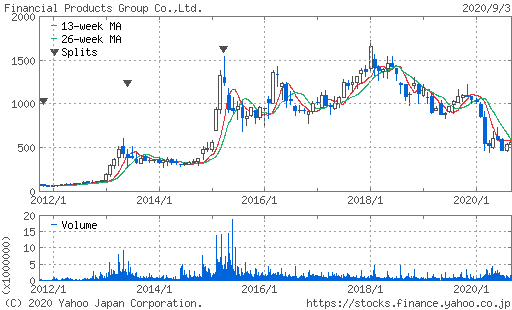 Financial Products Group Co.,Ltd. 2020/9/3
2000
13-week MA
26-week MA
Splits
1500
1000
500
0
2012/1 2014/1 2016/1 2018/1 2020/1
20
Volume
15
10
5
0
(x1000000)
2012/1 2014/1 2016/1 2018/1 2020/1
(C) 2020 Yahoo Japan Corporation. https://stocks.finance.yahoo.co.jp/